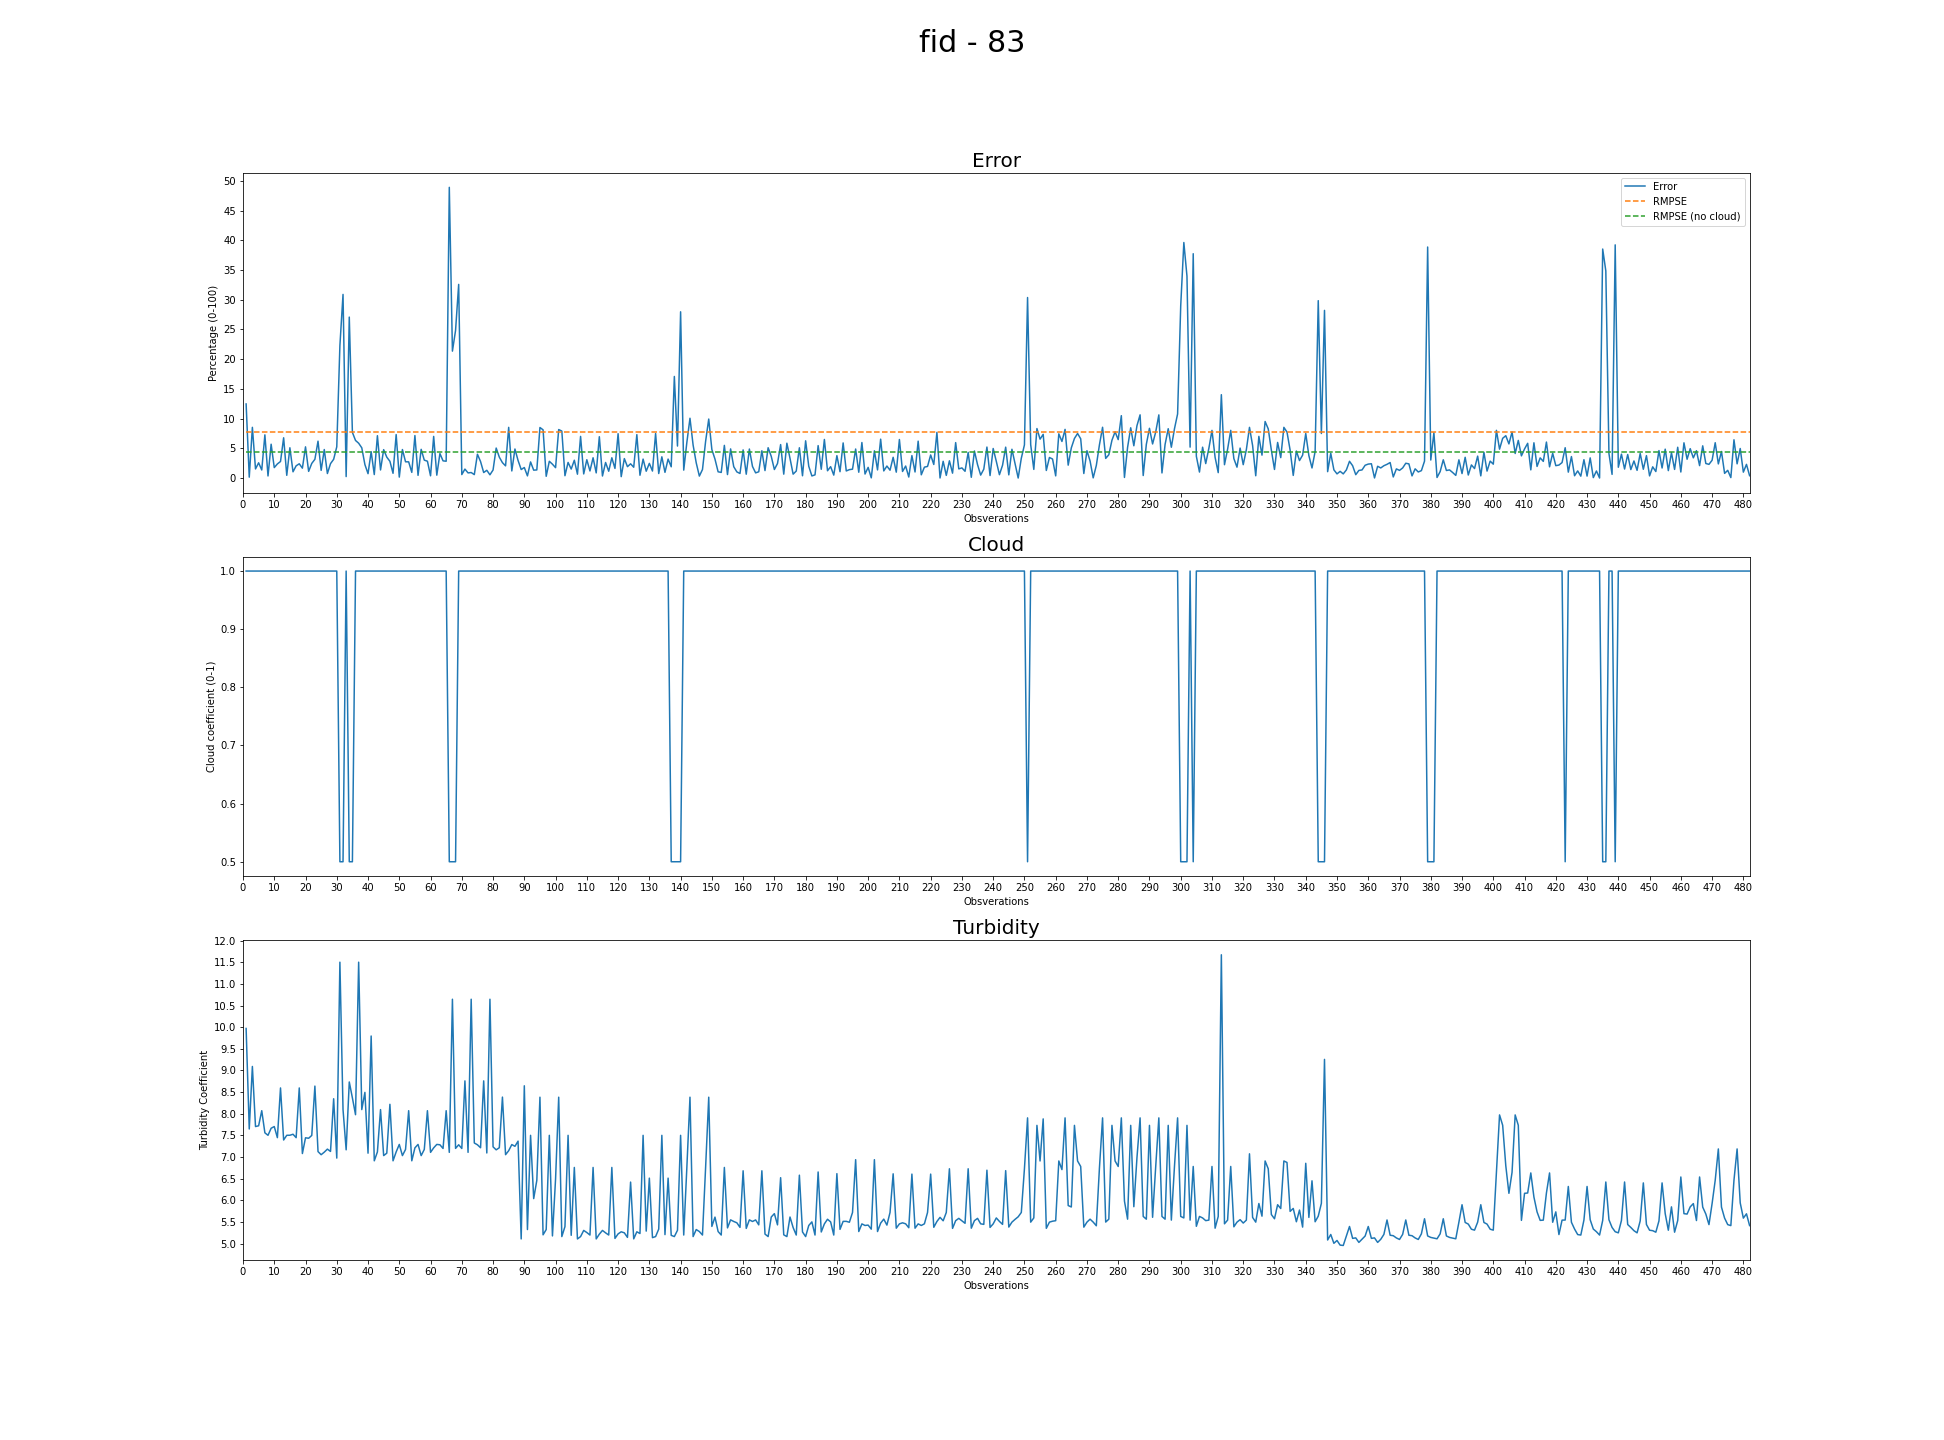 fid - 83
Error
Percentage (0-100)
50
45
40
35
30
25
20
15
10
5
0
Error
RMPSE
RMPSE (no cloud)
0 10 20 30 40 50 60 70 80 90 100 110 120 130 140 150 160 170 180 190 200 210 220 230 240 250 260 270 280 290 300 310 320 330 340 350 360 370 380 390 400 410 420 430 440 450 460 470 480
Obsverations
Cloud
Cloud coefficient (0-1)
1.0
0.9
0.8
0.7
0.6
0.5
0 10 20 30 40 50 60 70 80 90 100 110 120 130 140 150 160 170 180 190 200 210 220 230 240 250 260 270 280 290 300 310 320 330 340 350 360 370 380 390 400 410 420 430 440 450 460 470 480
Obsverations
Turbidity
Turbidity Coefficient
12.0
11.5
11.0
10.5
10.0
9.5
9.0
8.5
8.0
7.5
7.0
6.5
6.0
5.5
5.0
0 10 20 30 40 50 60 70 80 90 100 110 120 130 140 150 160 170 180 190 200 210 220 230 240 250 260 270 280 290 300 310 320 330 340 350 360 370 380 390 400 410 420 430 440 450 460 470 480
Obsverations